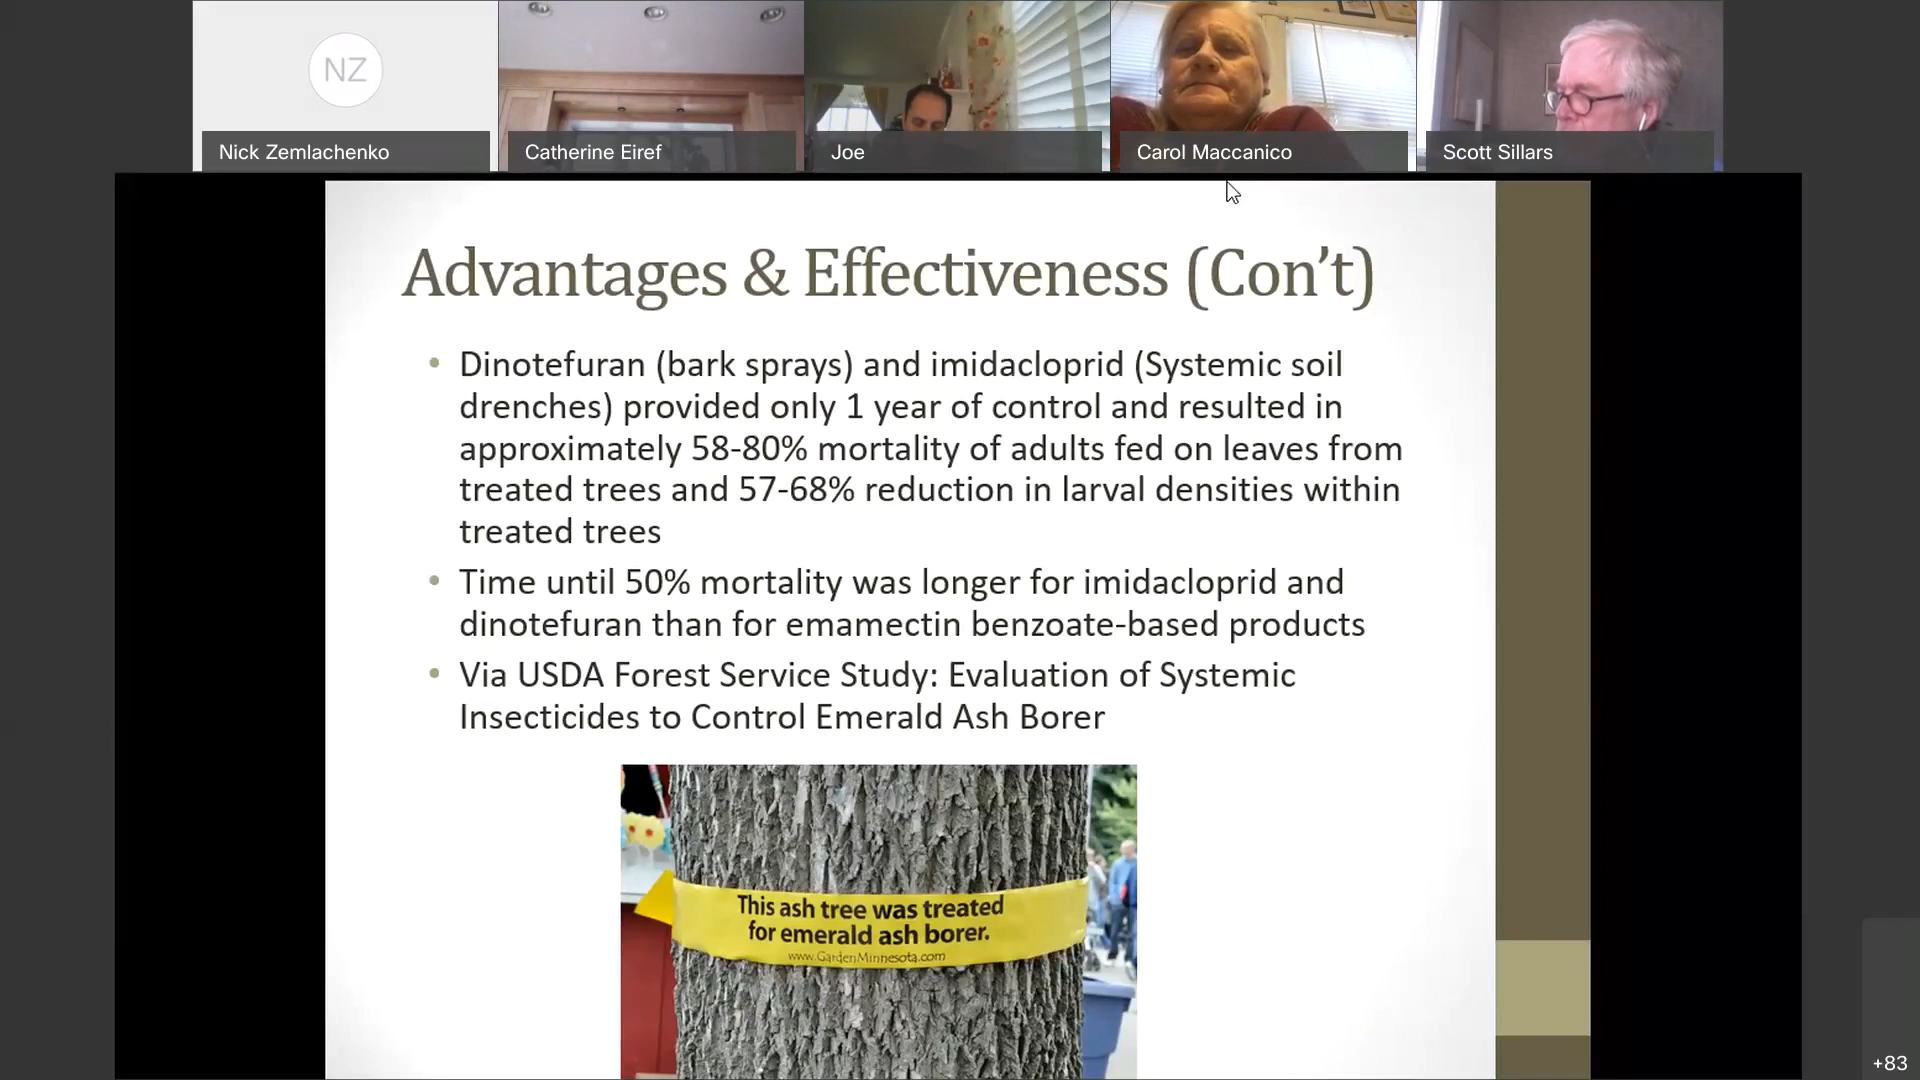 NZ
Nick Zemlachenko
Catherine Eiref
Joe
Carol Maccanico
Scott Sillars
Advantages & Effectiveness (Con’t)
• Dinotefuran (bark sprays) and imidacloprid (Systemic soil
drenches) provided only 1 year of control and resulted in
approximately 58-80% mortality of adults fed on leaves from
treated trees and 57-68% reduction in larval densities within
treated trees
• Time until 50% mortality was longer for imidacloprid and
dinotefuran than for emamectin benzoate-based products
• Via USDA Forest Service Study: Evaluation of Systemic
Insecticides to Control Emerald Ash Borer
This ash tree was treated
for emerald ash borer.
www.GardenMinnesota.com
+83